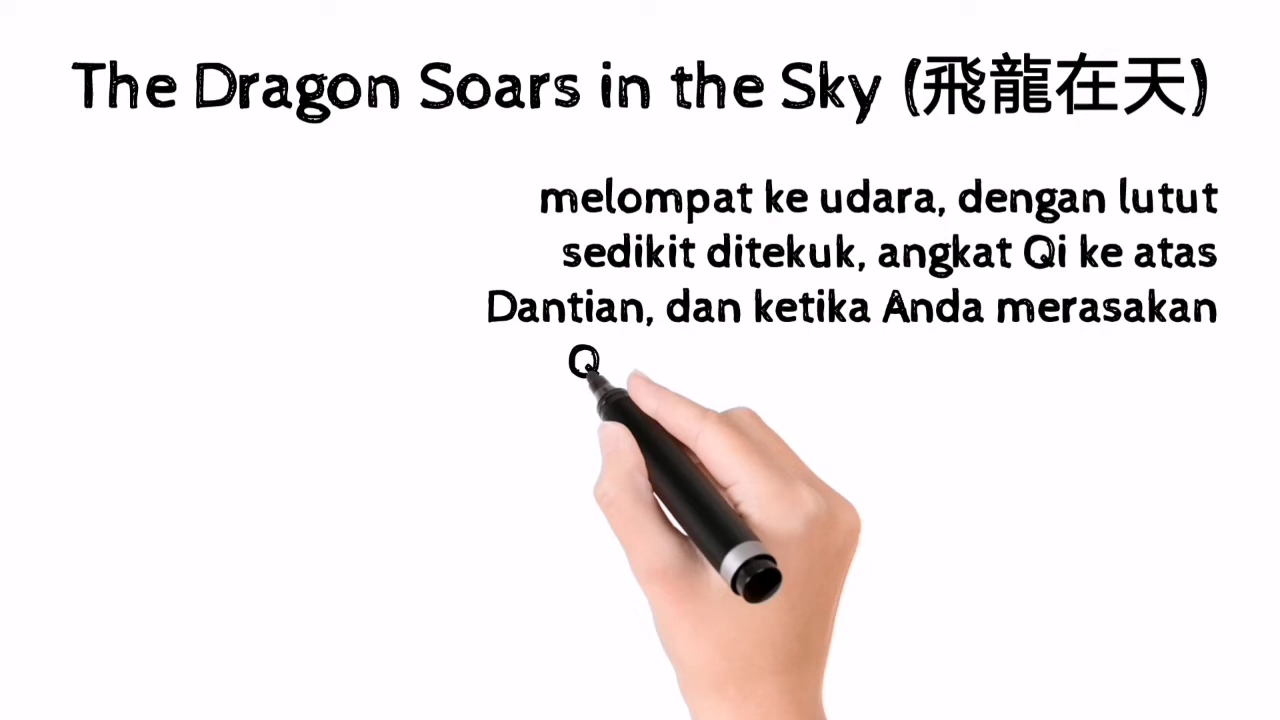 The Dragon Soars in the Sky (飛龍在天)
melompat ke udara, dengan lutut
sedikit ditekuk, angkat Qi ke atas
Dantian, dan ketika Anda merasakan
Q